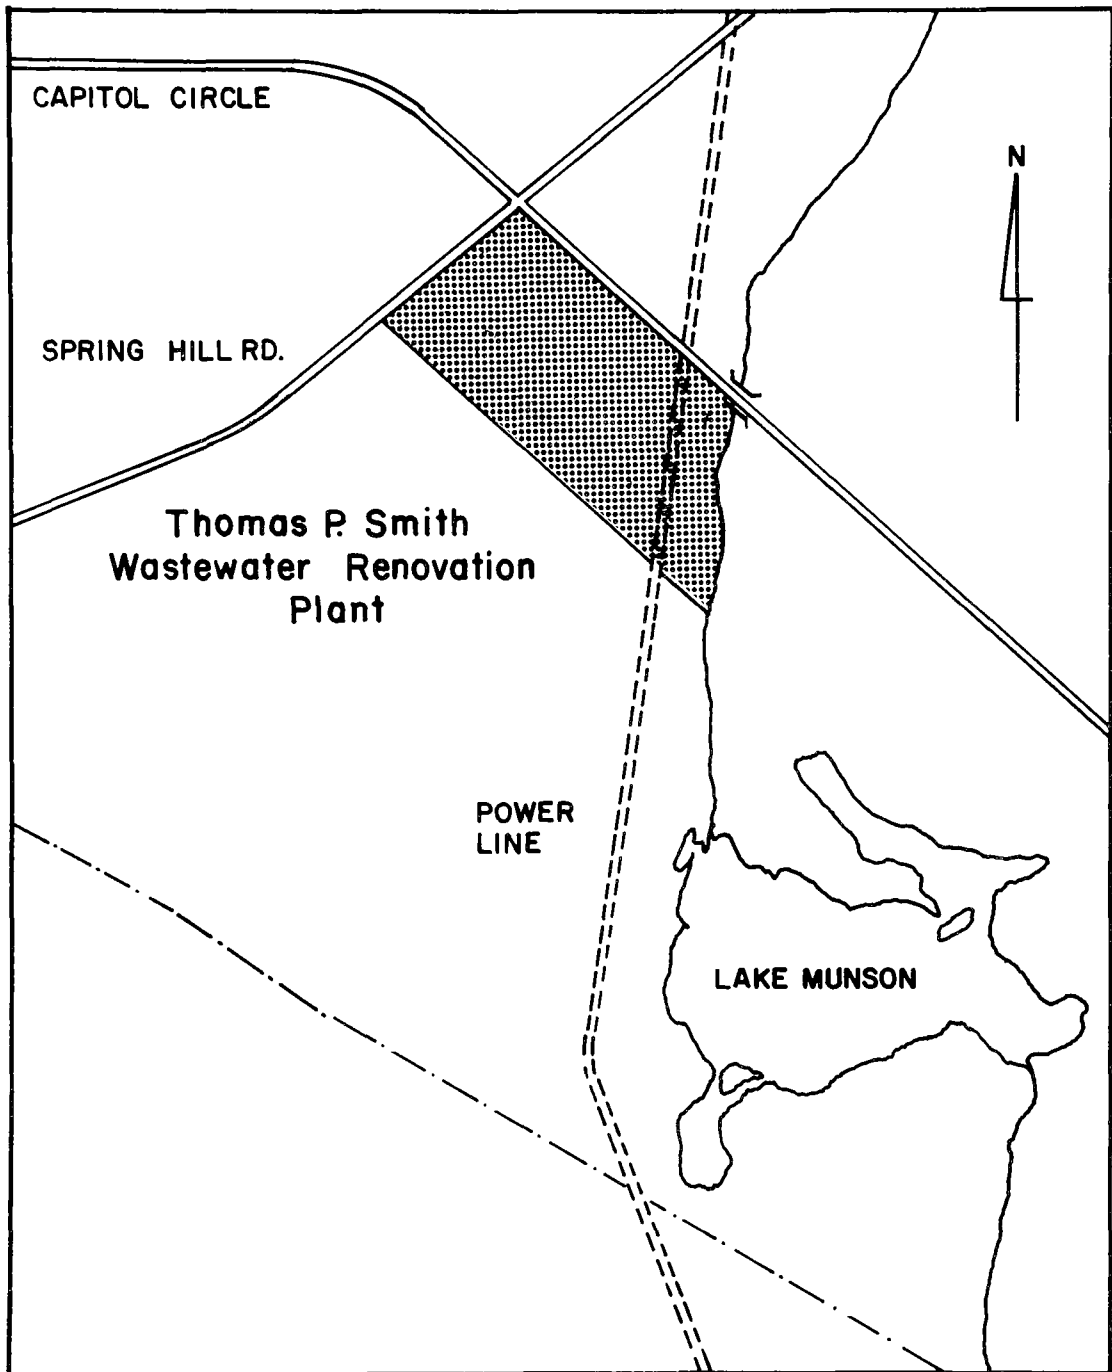 CAPITOL CIRCLE
N
SPRING HILL RD.
Thomas P. Smith
Wastewater Renovation
Plant
POWER
LINE
LAKE MUNSON